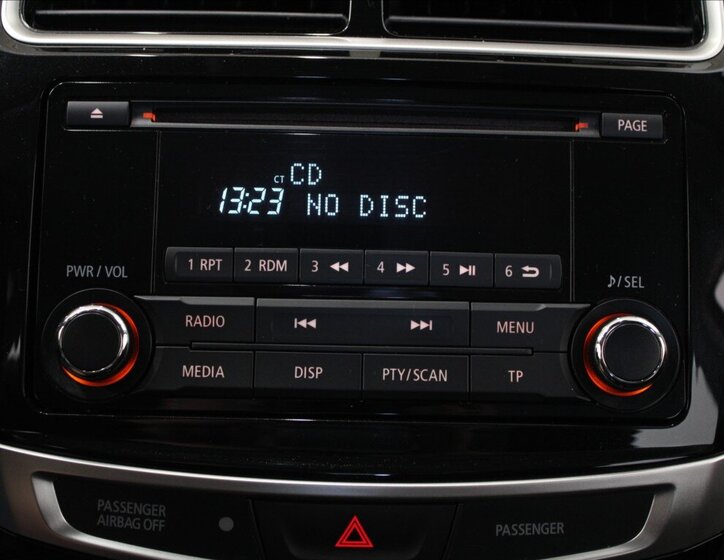 PAGE
CT CD
13:23 NO DISC
1 RPT 2 RDM 3 4 5 6
PWR / VOL
♪/SEL
RADIO MENU
MEDIA DISP PTY/SCAN TP
PASSENGER
AIRBAG OFF
PASSENGER